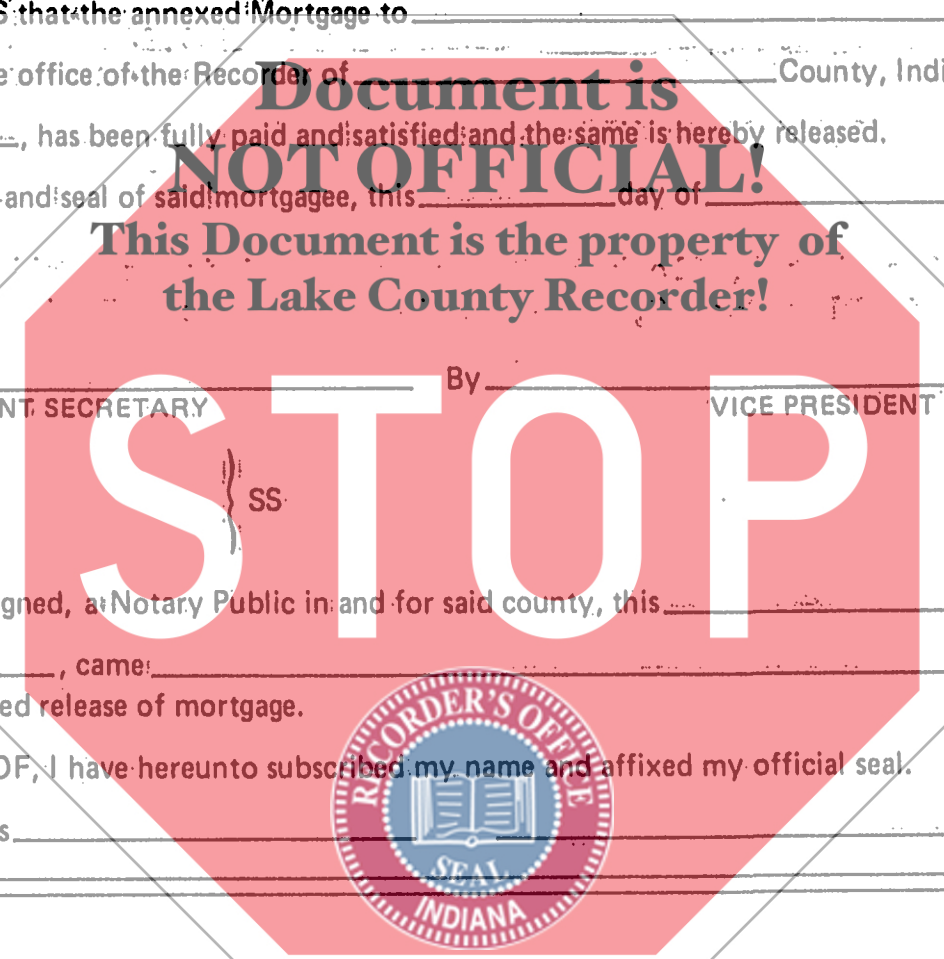 S that the annexed Mortgage to
e office of the Recorder of County, Indi
Document is
, has been fully paid and satisfied and the same is hereby released.
NOT OFFICIAL!
and seal of said mortgagee, this day of
This Document is the property of
the Lake County Recorder!
By
NT SECRETARY VICE PRESIDENT
STOP
SS
gned, a Notary Public in and for said county, this
, came
ed release of mortgage.
RECORDER'S OFFICE
OF, I have hereunto subscribed my name and affixed my official seal.
s
SEAL
INDIANA